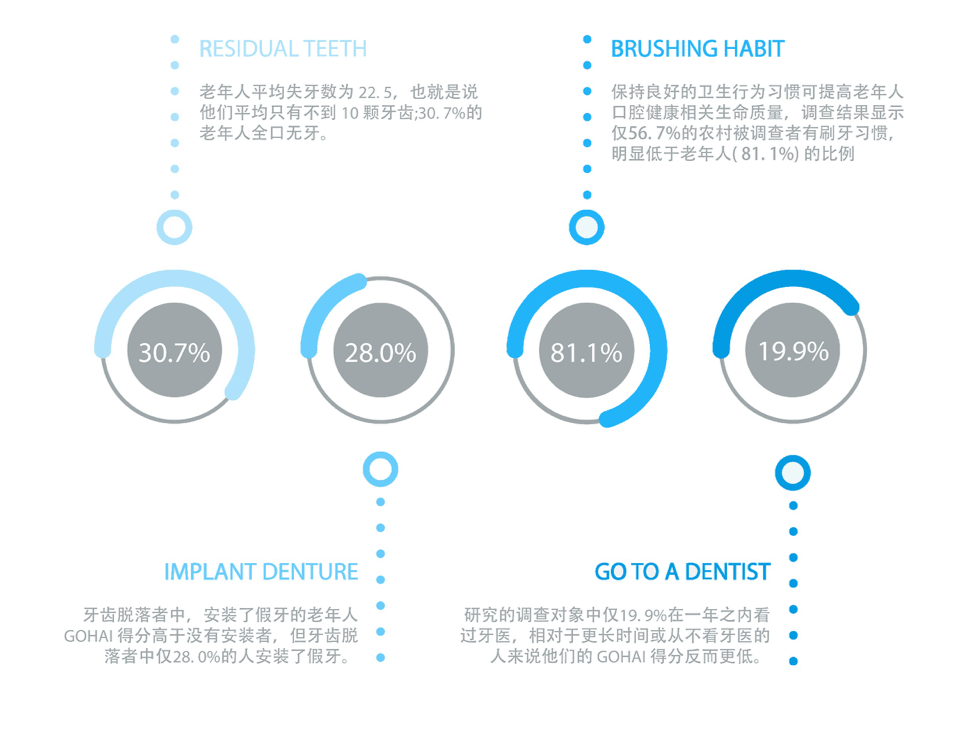 RESIDUAL TEETH
老年人平均失牙数为 22.5，也就是说
他们平均只有不到 10 颗牙齿;30.7%的
老年人全口无牙。
BRUSHING HABIT
保持良好的卫生行为习惯可提高老年人
口腔健康相关生命质量，调查结果显示
仅56.7%的农村被调查者有刷牙习惯，
明显低于老年人( 81.1%) 的比例
30.7%
28.0%
81.1%
19.9%
IMPLANT DENTURE
牙齿脱落者中，安装了假牙的老年人
GOHAI 得分高于没有安装者，但牙齿脱
落者中仅28.0%的人安装了假牙。
GO TO A DENTIST
研究的调查对象中仅19.9%在一年之内看
过牙医，相对于更长时间或从不看牙医的
人来说他们的 GOHAI 得分反而更低。